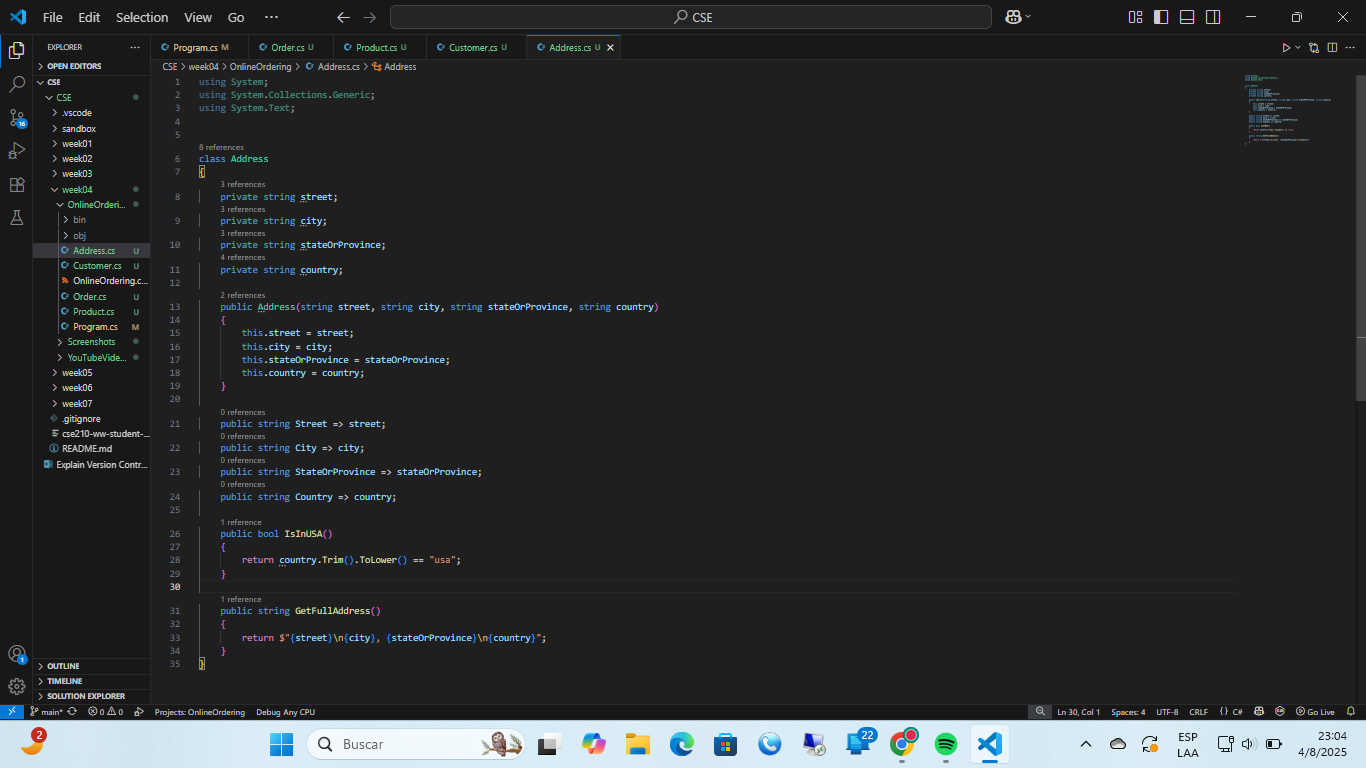 File Edit Selection View Go ··· CSE
EXPLORER ···
OPEN EDITORS
CSE
CSE
.vscode
sandbox
week01
week02
week03
week04
OnlineOrderi...
bin
obj
Address.cs U
Customer.cs U
OnlineOrdering.c...
Order.cs U
Product.cs U
Program.cs M
Screenshots
YouTubeVide...
week05
week06
week07
.gitignore
cse210-ww-student-...
README.md
Explain Version Contr...
OUTLINE
TIMELINE
SOLUTION EXPLORER
16
1
Program.cs M Order.cs U Product.cs U Customer.cs U Address.cs U
CSE > week04 > OnlineOrdering > Address.cs > Address
1 using System;
2 using System.Collections.Generic;
3 using System.Text;
4
5
8 references
6 class Address
7 {
3 references
8 private string street;
3 references
9 private string city;
3 references
10 private string stateOrProvince;
4 references
11 private string country;
12
2 references
13 public Address(string street, string city, string stateOrProvince, string country)
14 {
15 this.street = street;
16 this.city = city;
17 this.stateOrProvince = stateOrProvince;
18 this.country = country;
19 }
20
0 references
21 public string Street => street;
0 references
22 public string City => city;
0 references
23 public string StateOrProvince => stateOrProvince;
0 references
24 public string Country => country;
25
1 reference
26 public bool IsInUSA()
27 {
28 return country.Trim().ToLower() == "usa";
29 }
30
1 reference
31 public string GetFullAddress()
32 {
33 return $"{street}\n{city}, {stateOrProvince}\n{country}";
34 }
35 }
main* 0 0 Projects: OnlineOrdering Debug Any CPU Ln 30, Col 1 Spaces: 4 UTF-8 CRLF {} C# Go Live
2 Buscar 22 ESP 23:04
LAA 4/8/2025